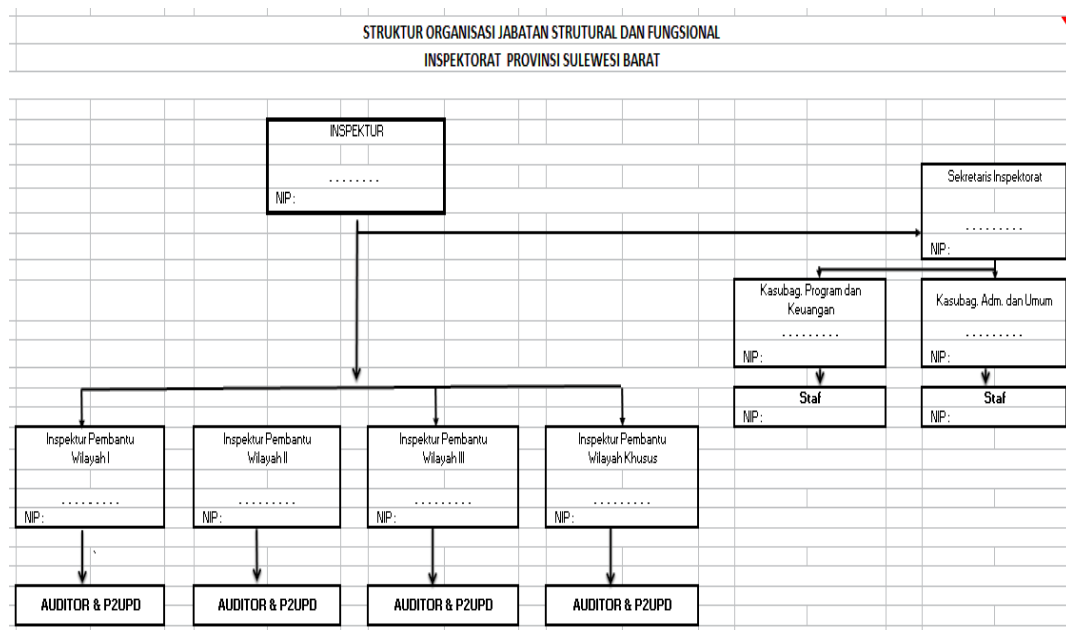 STRUKTUR ORGANISASI JABATAN STRUTURAL DAN FUNGSIONAL
INSPEKTORAT PROVINSI SULEWESI BARAT
INSPEKTUR
. . . . . . . .
NIP :
Sekretaris Inspektorat
. . . . . . . . .
NIP :
Kasubag. Program dan
Keuangan
. . . . . . . . .
NIP :
Kasubag. Adm. dan Umum
. . . . . . . . .
NIP :
Staf
NIP :
Staf
NIP :
Inspektur Pembantu
Wilayah I
. . . . . . . . .
NIP :
Inspektur Pembantu
Wilayah II
. . . . . . . . .
NIP :
Inspektur Pembantu
Wilayah III
. . . . . . . . .
NIP :
Inspektur Pembantu
Wilayah Khusus
. . . . . . . . .
NIP :
AUDITOR & P2UPD
AUDITOR & P2UPD
AUDITOR & P2UPD
AUDITOR & P2UPD